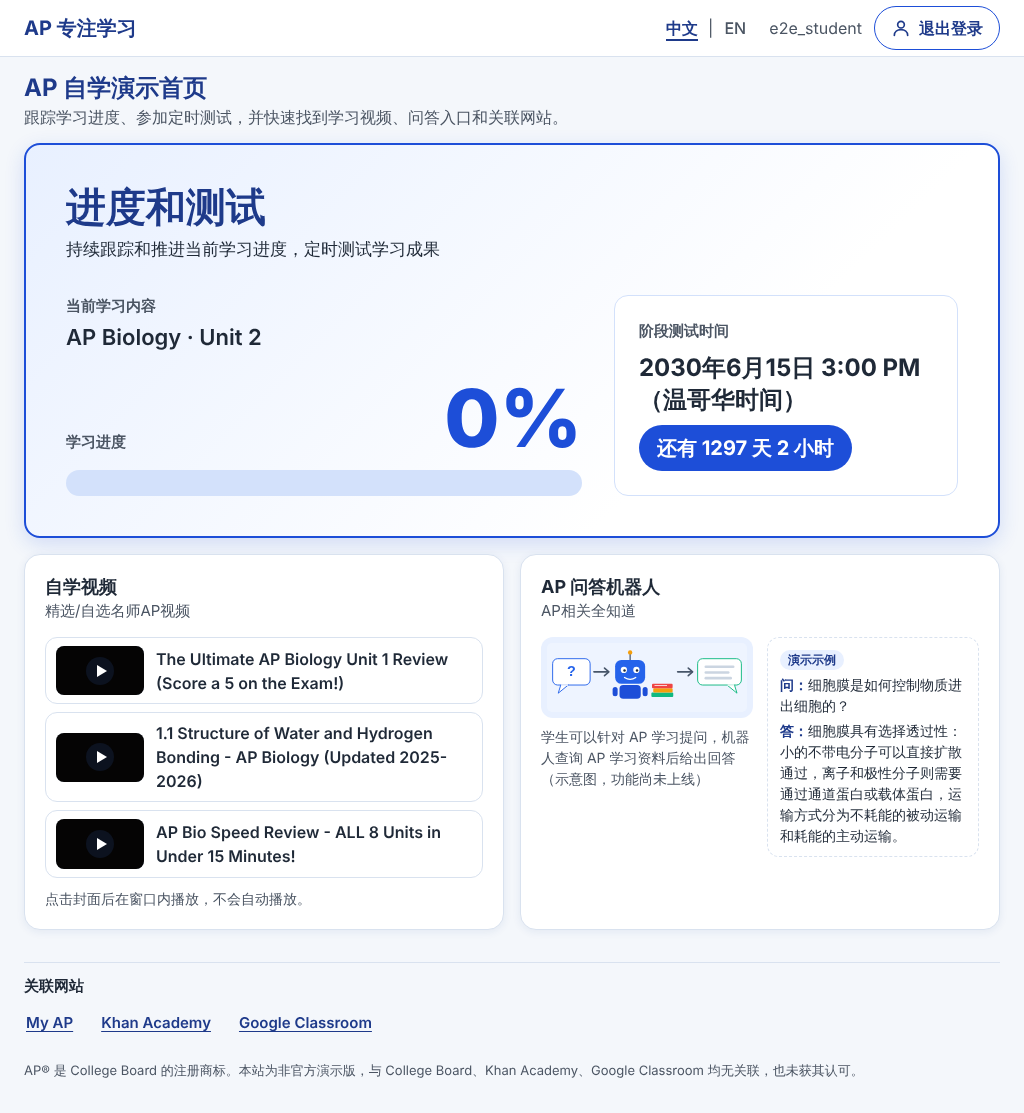 AP 专注学习
中文 | EN e2e_student 退出登录
AP 自学演示首页
跟踪学习进度、参加定时测试，并快速找到学习视频、问答入口和关联网站。
进度和测试
持续跟踪和推进当前学习进度，定时测试学习成果
当前学习内容
AP Biology · Unit 2
学习进度
0%
阶段测试时间
2030年6月15日 3:00 PM
（温哥华时间）
还有 1297 天 2 小时
自学视频
精选/自选名师AP视频
The Ultimate AP Biology Unit 1 Review
(Score a 5 on the Exam!)
1.1 Structure of Water and Hydrogen
Bonding - AP Biology (Updated 2025-
2026)
AP Bio Speed Review - ALL 8 Units in
Under 15 Minutes!
点击封面后在窗口内播放，不会自动播放。
AP 问答机器人
AP相关全知道
?
学生可以针对 AP 学习提问，机器
人查询 AP 学习资料后给出回答
（示意图，功能尚未上线）
演示示例
问：细胞膜是如何控制物质进
出细胞的？
答：细胞膜具有选择透过性：
小的不带电分子可以直接扩散
通过，离子和极性分子则需要
通过通道蛋白或载体蛋白，运
输方式分为不耗能的被动运输
和耗能的主动运输。
关联网站
My AP Khan Academy Google Classroom
AP® 是 College Board 的注册商标。本站为非官方演示版，与 College Board、Khan Academy、Google Classroom 均无关联，也未获其认可。